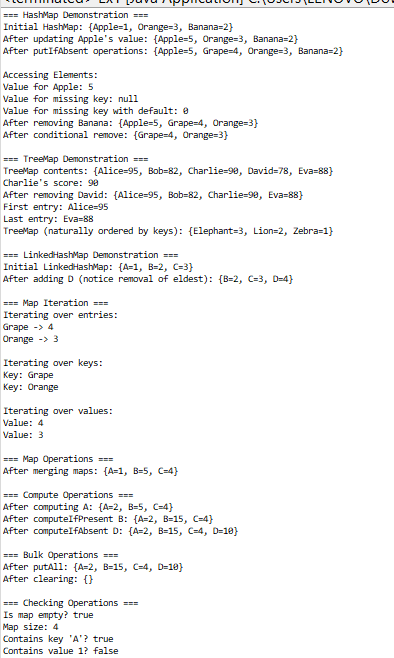 <terminated> Ex1 [Java Application] C:\Users\LENOVO\Dow
=== HashMap Demonstration ===
Initial HashMap: {Apple=1, Orange=3, Banana=2}
After updating Apple's value: {Apple=5, Orange=3, Banana=2}
After putIfAbsent operations: {Apple=5, Grape=4, Orange=3, Banana=2}
Accessing Elements:
Value for Apple: 5
Value for missing key: null
Value for missing key with default: 0
After removing Banana: {Apple=5, Grape=4, Orange=3}
After conditional remove: {Grape=4, Orange=3}
=== TreeMap Demonstration ===
TreeMap contents: {Alice=95, Bob=82, Charlie=90, David=78, Eva=88}
Charlie's score: 90
After removing David: {Alice=95, Bob=82, Charlie=90, Eva=88}
First entry: Alice=95
Last entry: Eva=88
TreeMap (naturally ordered by keys): {Elephant=3, Lion=2, Zebra=1}
=== LinkedHashMap Demonstration ===
Initial LinkedHashMap: {A=1, B=2, C=3}
After adding D (notice removal of eldest): {B=2, C=3, D=4}
=== Map Iteration ===
Iterating over entries:
Grape -> 4
Orange -> 3
Iterating over keys:
Key: Grape
Key: Orange
Iterating over values:
Value: 4
Value: 3
=== Map Operations ===
After merging maps: {A=1, B=5, C=4}
=== Compute Operations ===
After computing A: {A=2, B=5, C=4}
After computeIfPresent B: {A=2, B=15, C=4}
After computeIfAbsent D: {A=2, B=15, C=4, D=10}
=== Bulk Operations ===
After putAll: {A=2, B=15, C=4, D=10}
After clearing: {}
=== Checking Operations ===
Is map empty? true
Map size: 4
Contains key 'A'? true
Contains value 1? false